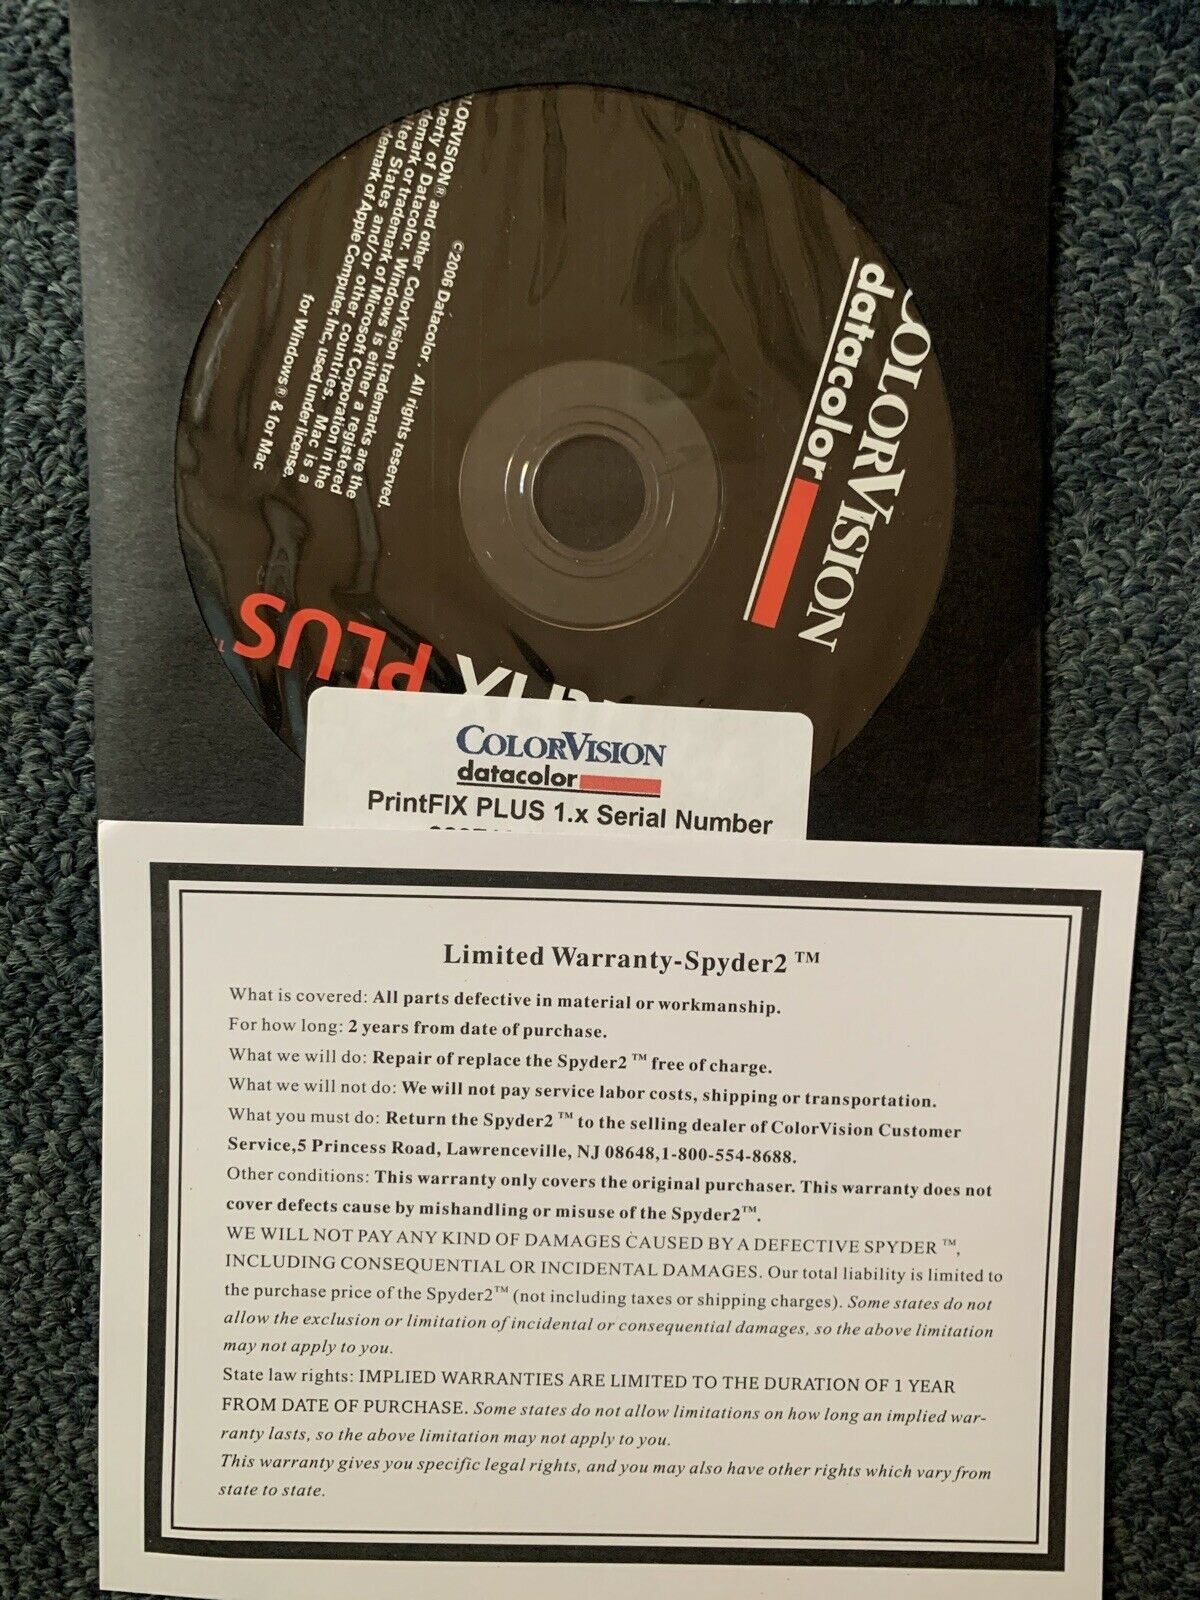 ©2006 Datacolor · All rights reserved.
and other ColorVision trademarks are the
of Datacolor. Windows is either a registered
or trademark of Microsoft Corporation in the
States and/or other countries. Mac is a
of Apple Computer, Inc, used under license.
for Windows® & for Mac
COLORVISION
datacolor
PLUS
COLORVISION
datacolor
PrintFIX PLUS 1.x Serial Number
Limited Warranty-Spyder2 ™
What is covered: All parts defective in material or workmanship.
For how long: 2 years from date of purchase.
What we will do: Repair of replace the Spyder2 ™ free of charge.
What we will not do: We will not pay service labor costs, shipping or transportation.
What you must do: Return the Spyder2 ™ to the selling dealer of ColorVision Customer
Service,5 Princess Road, Lawrenceville, NJ 08648,1-800-554-8688.
Other conditions: This warranty only covers the original purchaser. This warranty does not
cover defects cause by mishandling or misuse of the Spyder2™.
WE WILL NOT PAY ANY KIND OF DAMAGES CAUSED BY A DEFECTIVE SPYDER ™,
INCLUDING CONSEQUENTIAL OR INCIDENTAL DAMAGES. Our total liability is limited to
the purchase price of the Spyder2™ (not including taxes or shipping charges). Some states do not
allow the exclusion or limitation of incidental or consequential damages, so the above limitation
may not apply to you.
State law rights: IMPLIED WARRANTIES ARE LIMITED TO THE DURATION OF 1 YEAR
FROM DATE OF PURCHASE. Some states do not allow limitations on how long an implied war-
ranty lasts, so the above limitation may not apply to you.
This warranty gives you specific legal rights, and you may also have other rights which vary from
state to state.